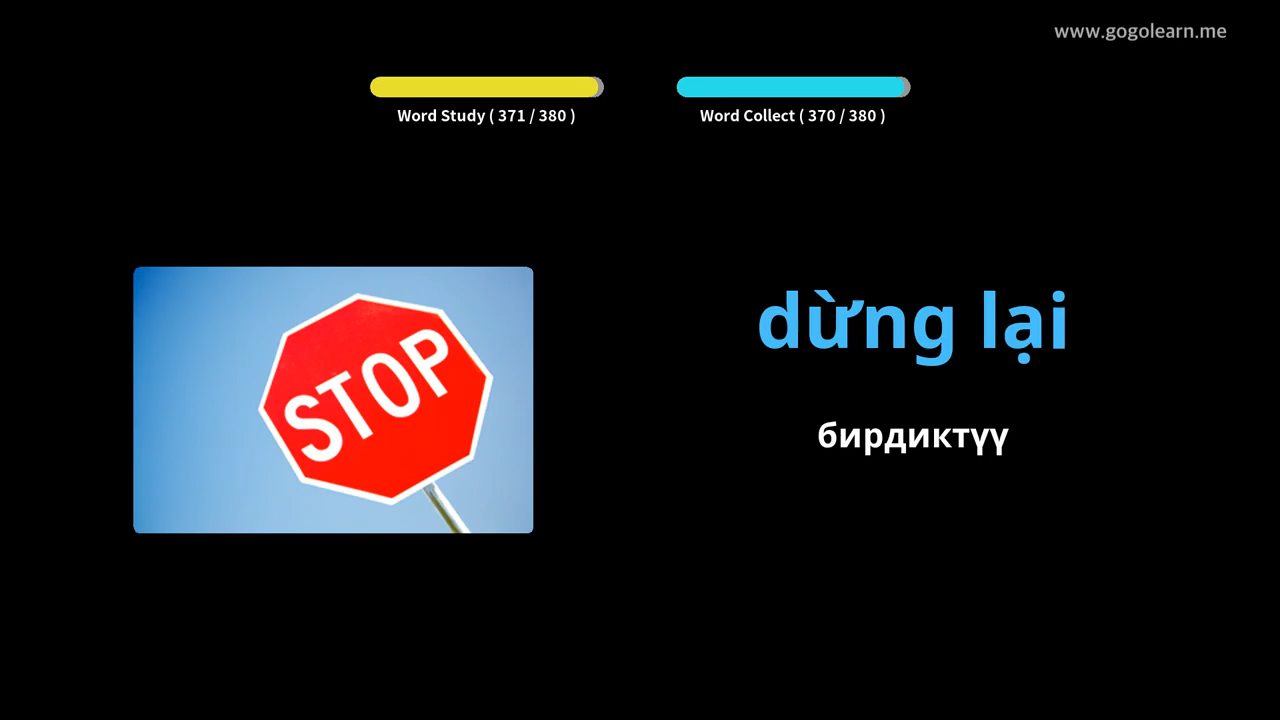 www.gogolearn.me
Word Study ( 371 / 380 )
Word Collect ( 370 / 380 )
STOP
dừng lại
бирдиктүү